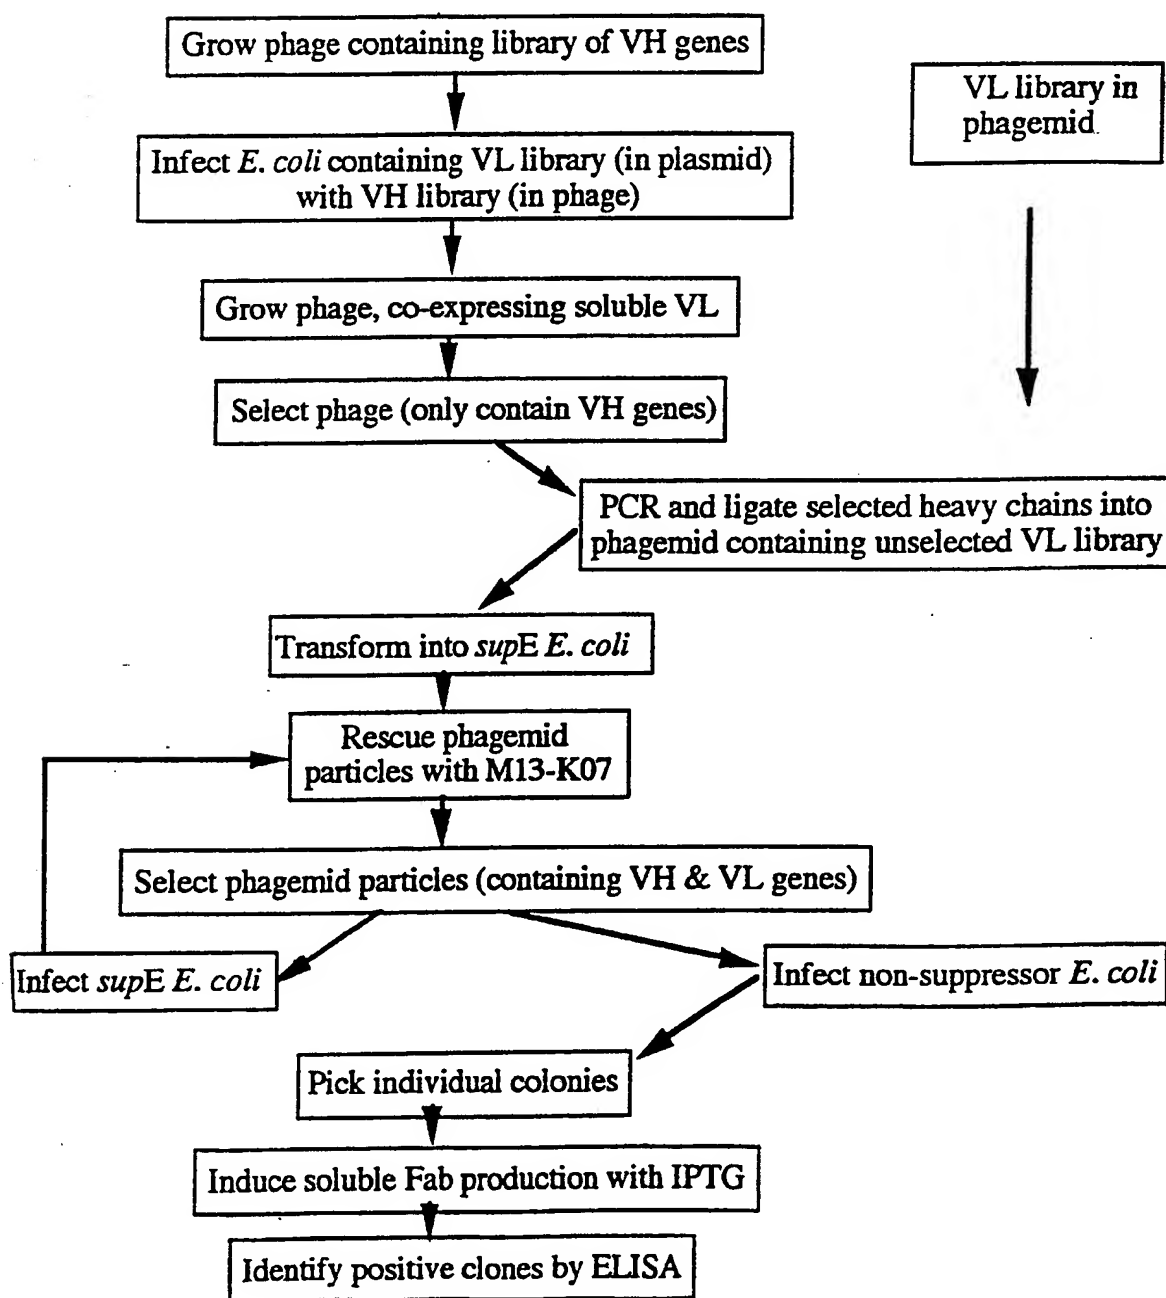 Grow phage containing library of VH genes
VL library in
phagemid
Infect E. coli containing VL library (in plasmid)
with VH library (in phage)
Grow phage, co-expressing soluble VL
Select phage (only contain VH genes)
PCR and ligate selected heavy chains into
phagemid containing unselected VL library
Transform into supE E. coli
Rescue phagemid
particles with M13-K07
Select phagemid particles (containing VH & VL genes)
Infect supE E. coli
Infect non-suppressor E. coli
Pick individual colonies
Induce soluble Fab production with IPTG
Identify positive clones by ELISA